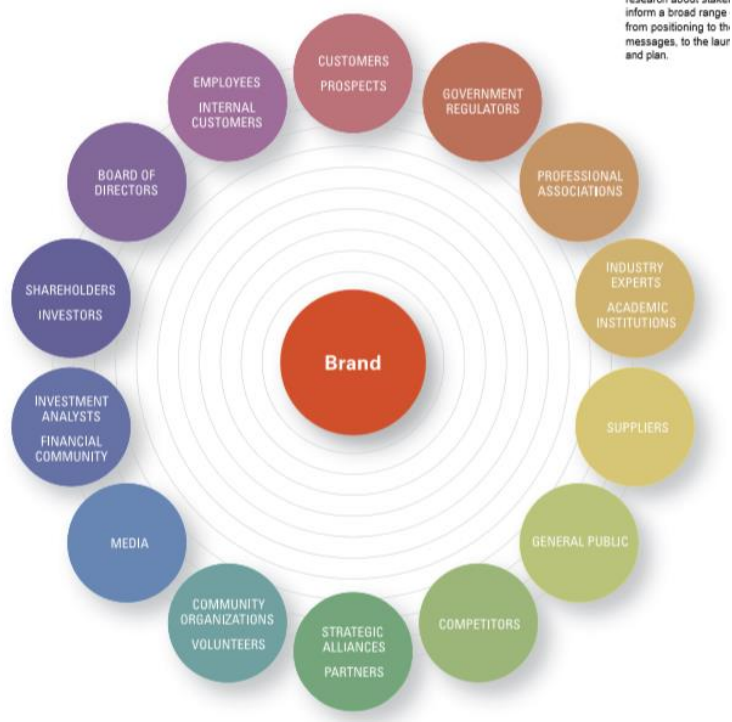 research about stake
inform a broad range
from positioning to the
messages, to the laun
and plan.
CUSTOMERS
PROSPECTS
GOVERNMENT
REGULATORS
PROFESSIONAL
ASSOCIATIONS
INDUSTRY
EXPERTS
ACADEMIC
INSTITUTIONS
SUPPLIERS
GENERAL PUBLIC
COMPETITORS
STRATEGIC
ALLIANCES
PARTNERS
COMMUNITY
ORGANIZATIONS
VOLUNTEERS
MEDIA
INVESTMENT
ANALYSTS
FINANCIAL
COMMUNITY
SHAREHOLDERS
INVESTORS
BOARD OF
DIRECTORS
EMPLOYEES
INTERNAL
CUSTOMERS
Brand